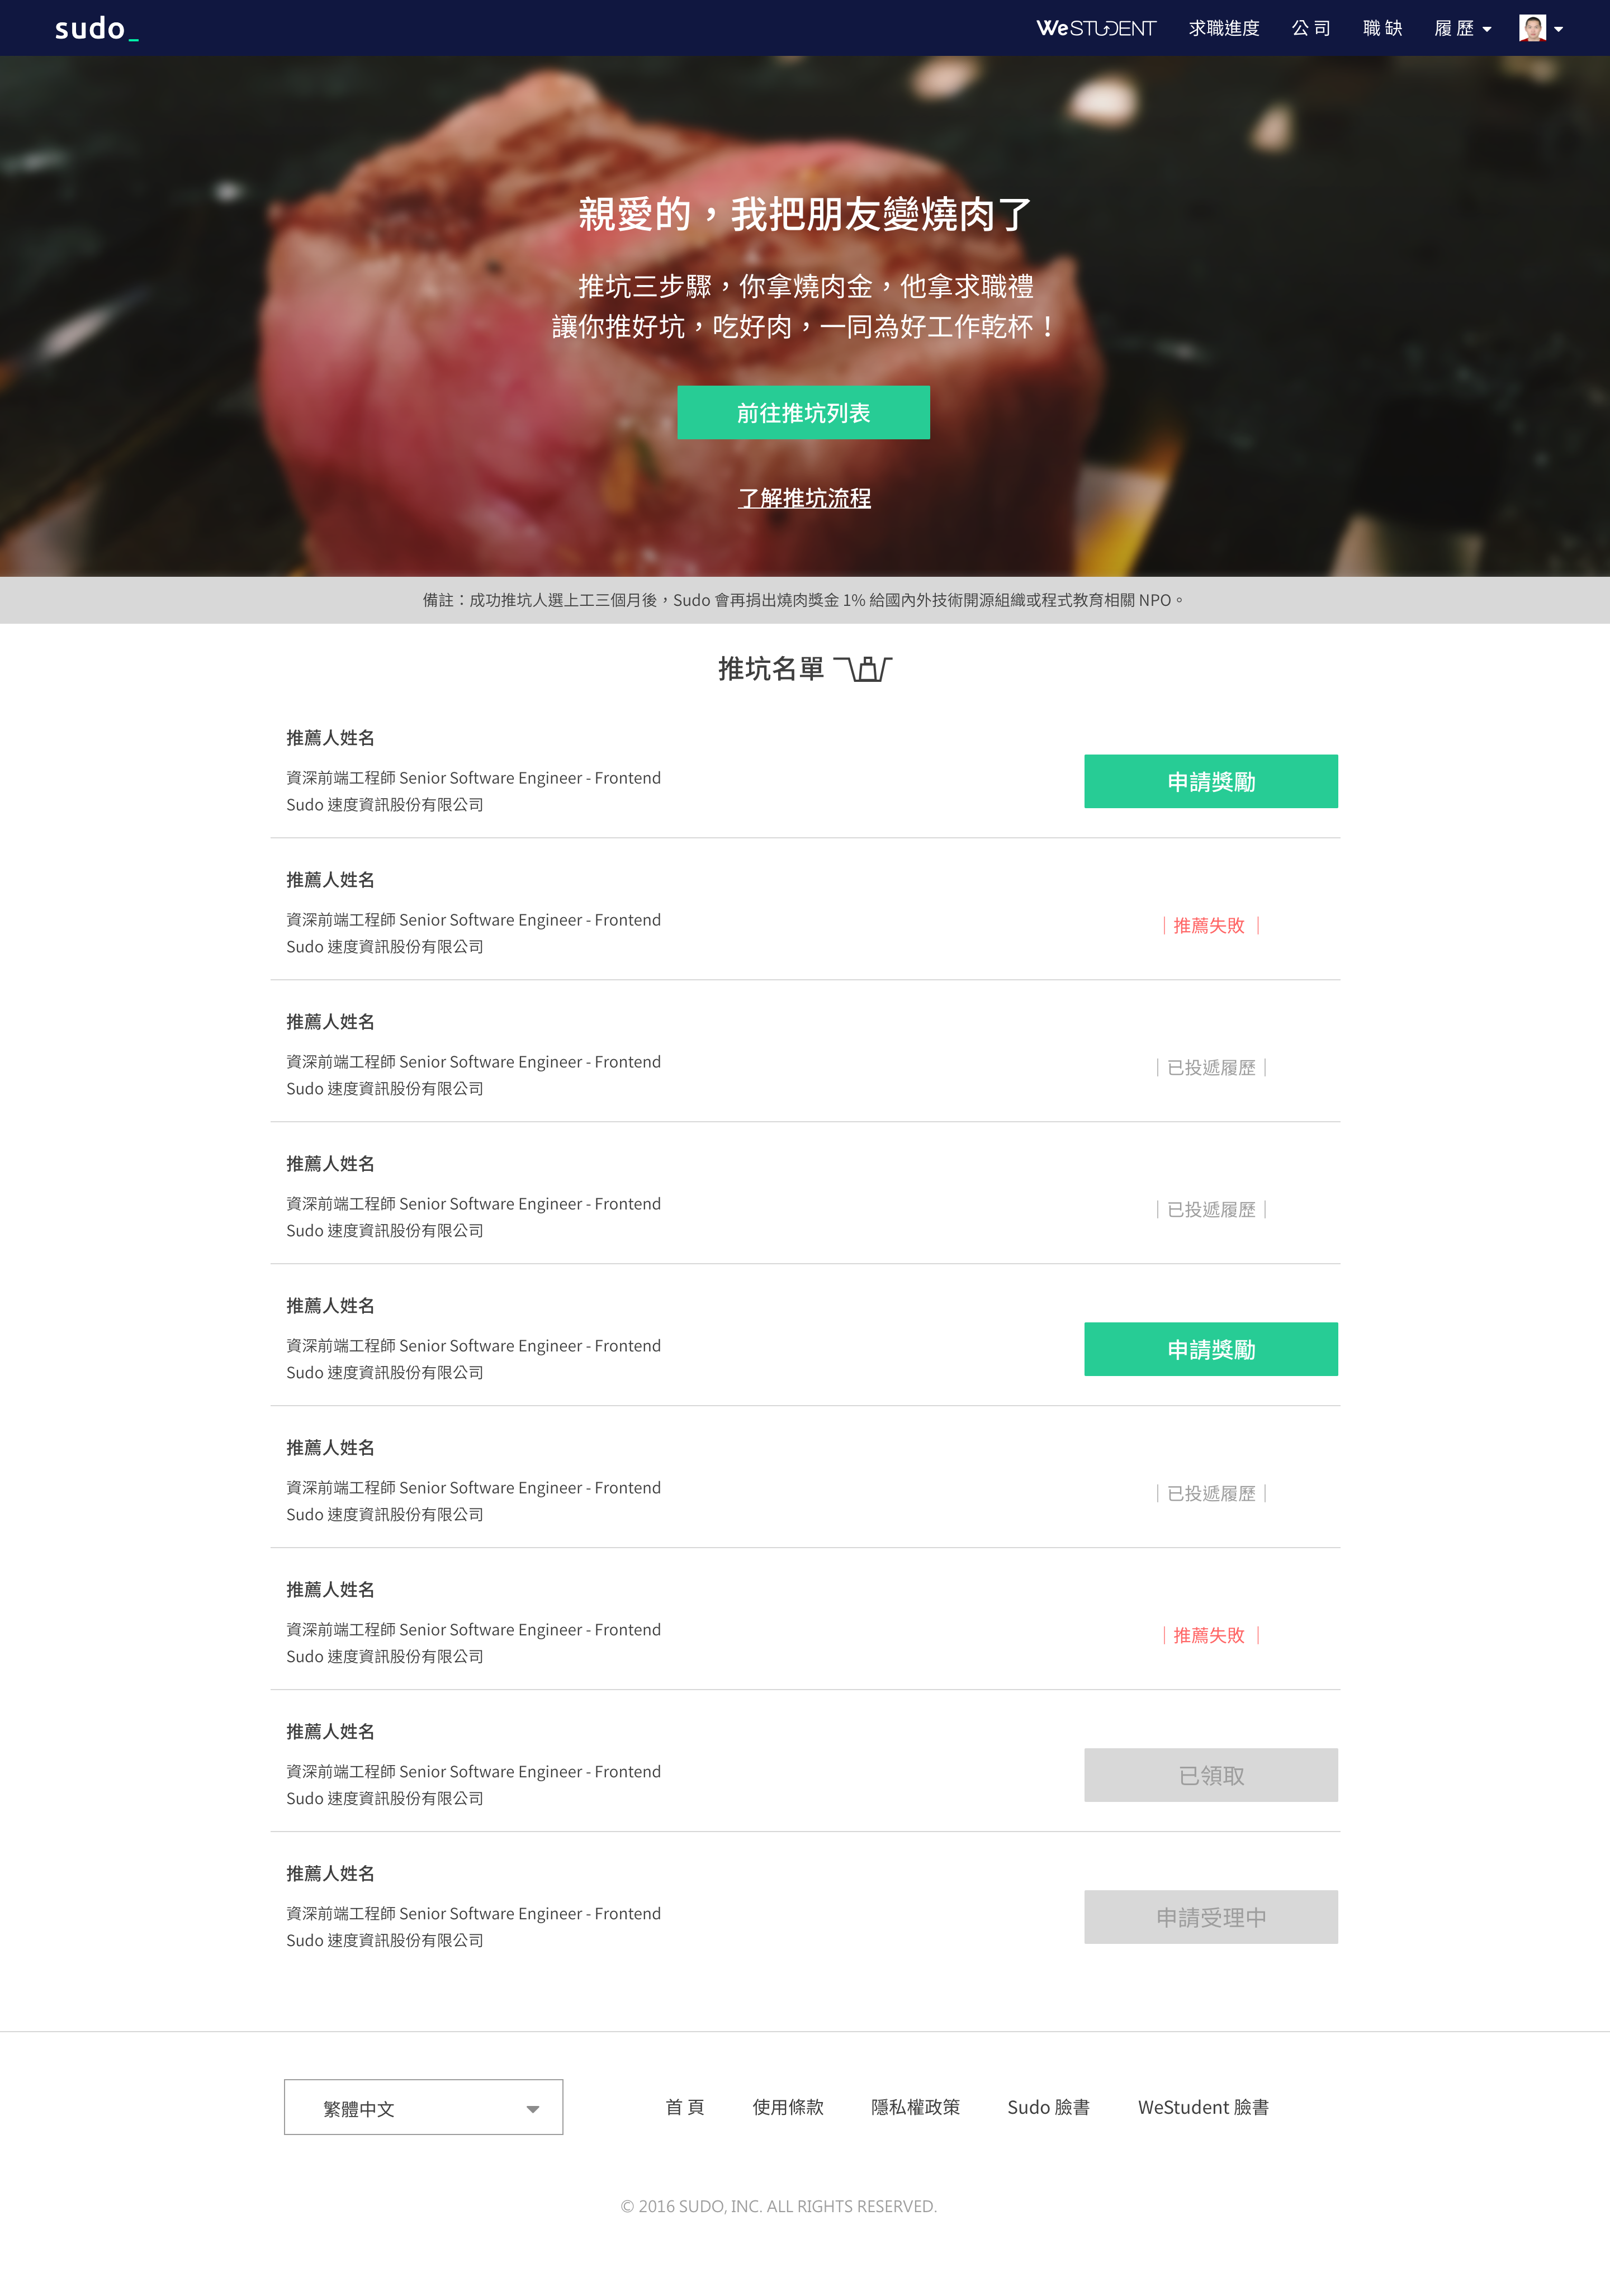 sudo_
WeSTUDENT 求職進度 公司 職缺 履歷
親愛的，我把朋友變燒肉了
推坑三步驟，你拿燒肉金，他拿求職禮
讓你推好坑，吃好肉，一同為好工作乾杯！
前往推坑列表
了解推坑流程
備註：成功推坑人選上工三個月後，Sudo 會再捐出燒肉獎金 1% 給國內外技術開源組織或程式教育相關 NPO。
推坑名單
推薦人姓名
資深前端工程師 Senior Software Engineer - Frontend
Sudo 速度資訊股份有限公司
申請獎勵
推薦人姓名
資深前端工程師 Senior Software Engineer - Frontend
Sudo 速度資訊股份有限公司
｜推薦失敗｜
推薦人姓名
資深前端工程師 Senior Software Engineer - Frontend
Sudo 速度資訊股份有限公司
｜已投遞履歷｜
推薦人姓名
資深前端工程師 Senior Software Engineer - Frontend
Sudo 速度資訊股份有限公司
｜已投遞履歷｜
推薦人姓名
資深前端工程師 Senior Software Engineer - Frontend
Sudo 速度資訊股份有限公司
申請獎勵
推薦人姓名
資深前端工程師 Senior Software Engineer - Frontend
Sudo 速度資訊股份有限公司
｜已投遞履歷｜
推薦人姓名
資深前端工程師 Senior Software Engineer - Frontend
Sudo 速度資訊股份有限公司
｜推薦失敗｜
推薦人姓名
資深前端工程師 Senior Software Engineer - Frontend
Sudo 速度資訊股份有限公司
已領取
推薦人姓名
資深前端工程師 Senior Software Engineer - Frontend
Sudo 速度資訊股份有限公司
申請受理中
繁體中文
首頁 使用條款 隱私權政策 Sudo 臉書 WeStudent 臉書
© 2016 SUDO, INC. ALL RIGHTS RESERVED.